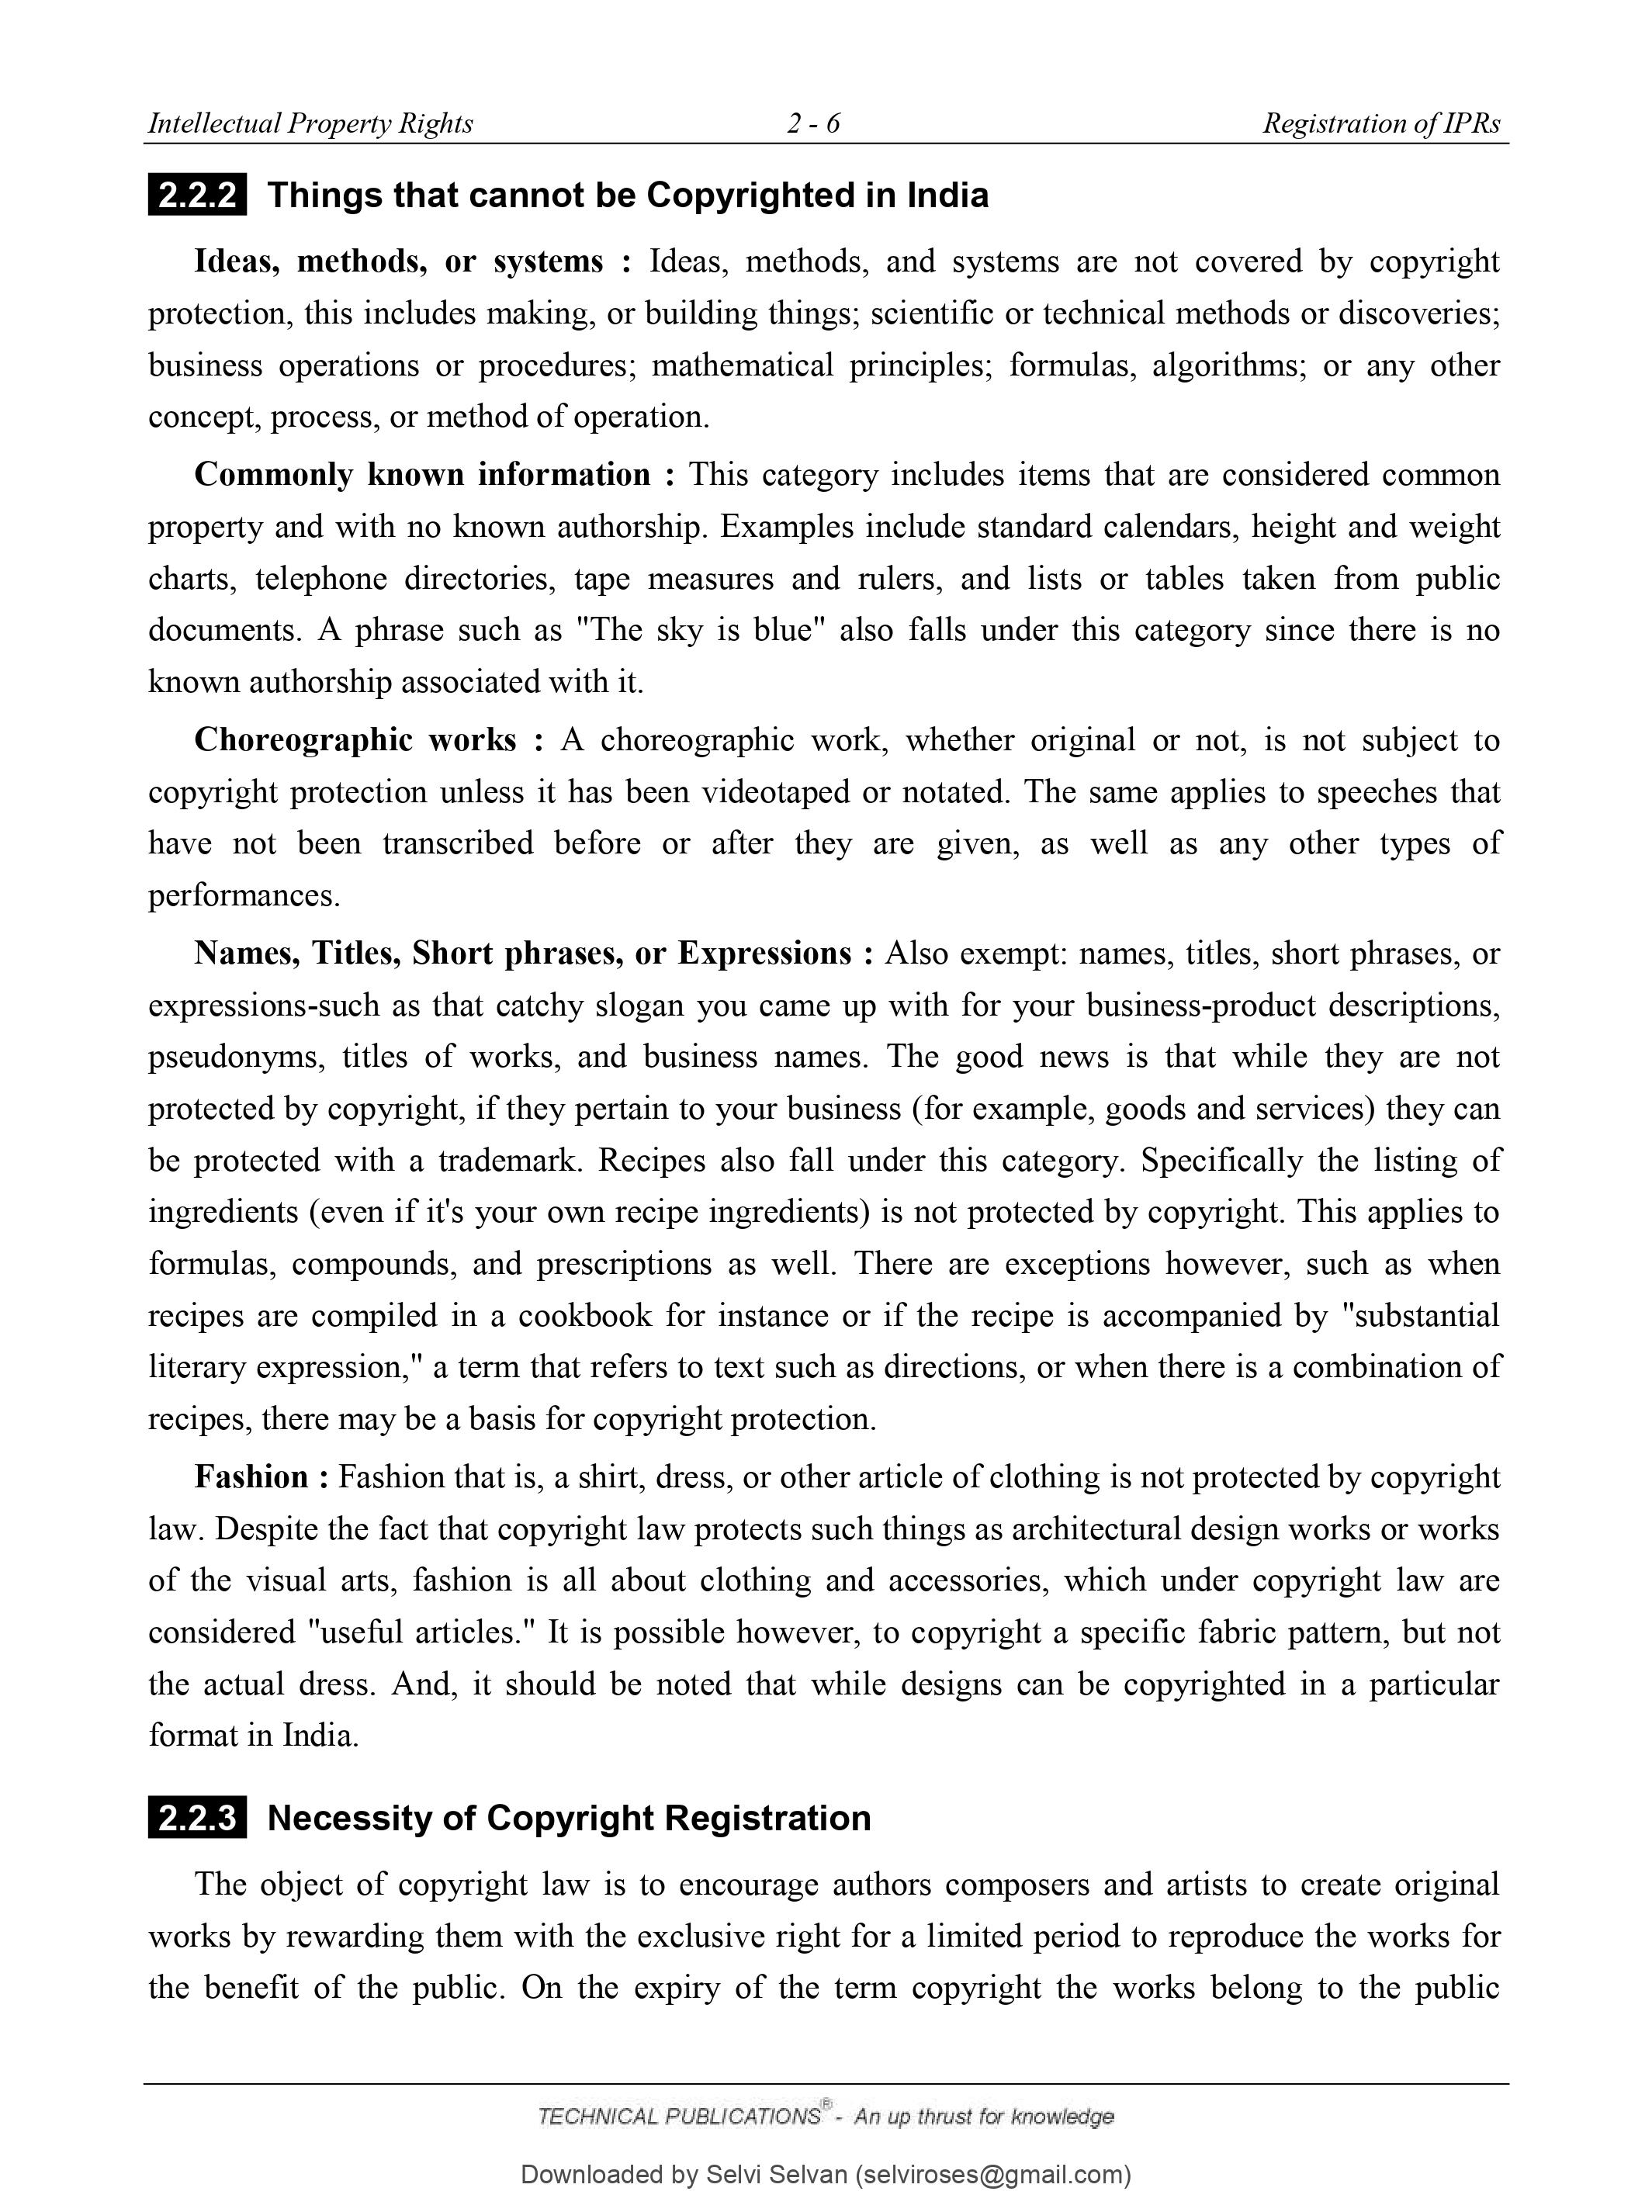 Intellectual Property Rights 2 - 6 Registration of IPRs
2.2.2 Things that cannot be Copyrighted in India
Ideas, methods, or systems : Ideas, methods, and systems are not covered by copyright
protection, this includes making, or building things; scientific or technical methods or discoveries;
business operations or procedures; mathematical principles; formulas, algorithms; or any other
concept, process, or method of operation.
Commonly known information : This category includes items that are considered common
property and with no known authorship. Examples include standard calendars, height and weight
charts, telephone directories, tape measures and rulers, and lists or tables taken from public
documents. A phrase such as "The sky is blue" also falls under this category since there is no
known authorship associated with it.
Choreographic works : A choreographic work, whether original or not, is not subject to
copyright protection unless it has been videotaped or notated. The same applies to speeches that
have not been transcribed before or after they are given, as well as any other types of
performances.
Names, Titles, Short phrases, or Expressions : Also exempt: names, titles, short phrases, or
expressions-such as that catchy slogan you came up with for your business-product descriptions,
pseudonyms, titles of works, and business names. The good news is that while they are not
protected by copyright, if they pertain to your business (for example, goods and services) they can
be protected with a trademark. Recipes also fall under this category. Specifically the listing of
ingredients (even if it's your own recipe ingredients) is not protected by copyright. This applies to
formulas, compounds, and prescriptions as well. There are exceptions however, such as when
recipes are compiled in a cookbook for instance or if the recipe is accompanied by "substantial
literary expression," a term that refers to text such as directions, or when there is a combination of
recipes, there may be a basis for copyright protection.
Fashion : Fashion that is, a shirt, dress, or other article of clothing is not protected by copyright
law. Despite the fact that copyright law protects such things as architectural design works or works
of the visual arts, fashion is all about clothing and accessories, which under copyright law are
considered "useful articles." It is possible however, to copyright a specific fabric pattern, but not
the actual dress. And, it should be noted that while designs can be copyrighted in a particular
format in India.
2.2.3 Necessity of Copyright Registration
The object of copyright law is to encourage authors composers and artists to create original
works by rewarding them with the exclusive right for a limited period to reproduce the works for
the benefit of the public. On the expiry of the term copyright the works belong to the public
TECHNICAL PUBLICATIONS® - An up thrust for knowledge
Downloaded by Selvi Selvan (selviroses@gmail.com)